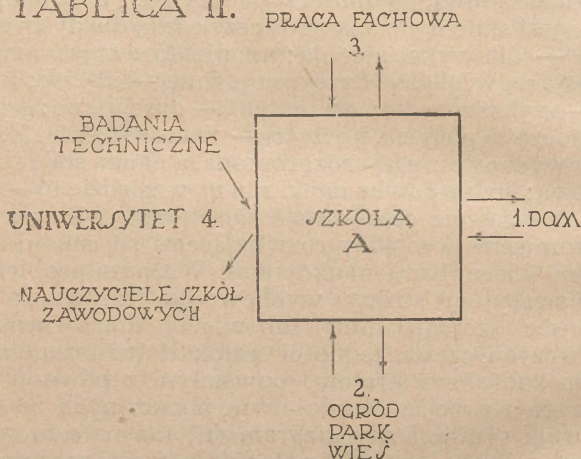 TABLICA II.
PRACA FACHOWA
3.
BADANIA
TECHNICZNE
UNIWERSYTET 4.
SZKOŁA
A
1. DOM
NAUCZYCIELE SZKÓŁ
ZAWODOWYCH
2.
OGRÓD
PARK
WIEŚ